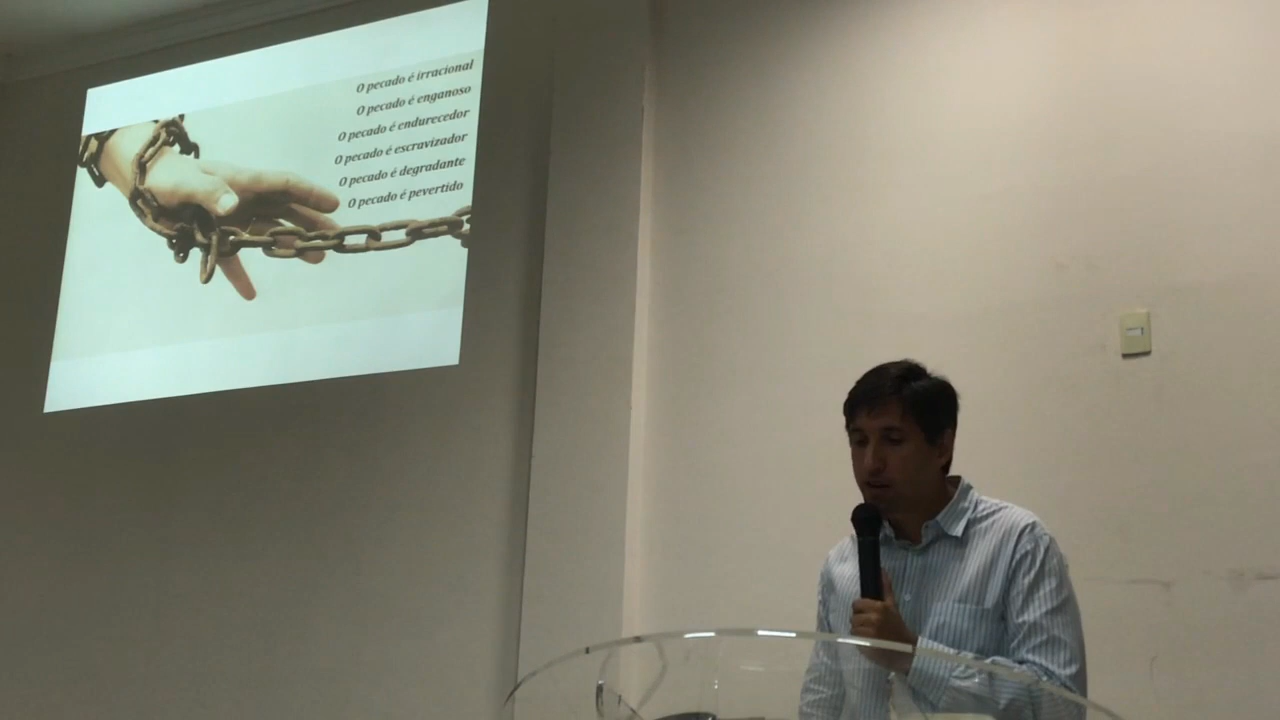 O pecado é irracional
O pecado é enganoso
O pecado é endurecedor
O pecado é escravizador
O pecado é degradante
O pecado é pevertido